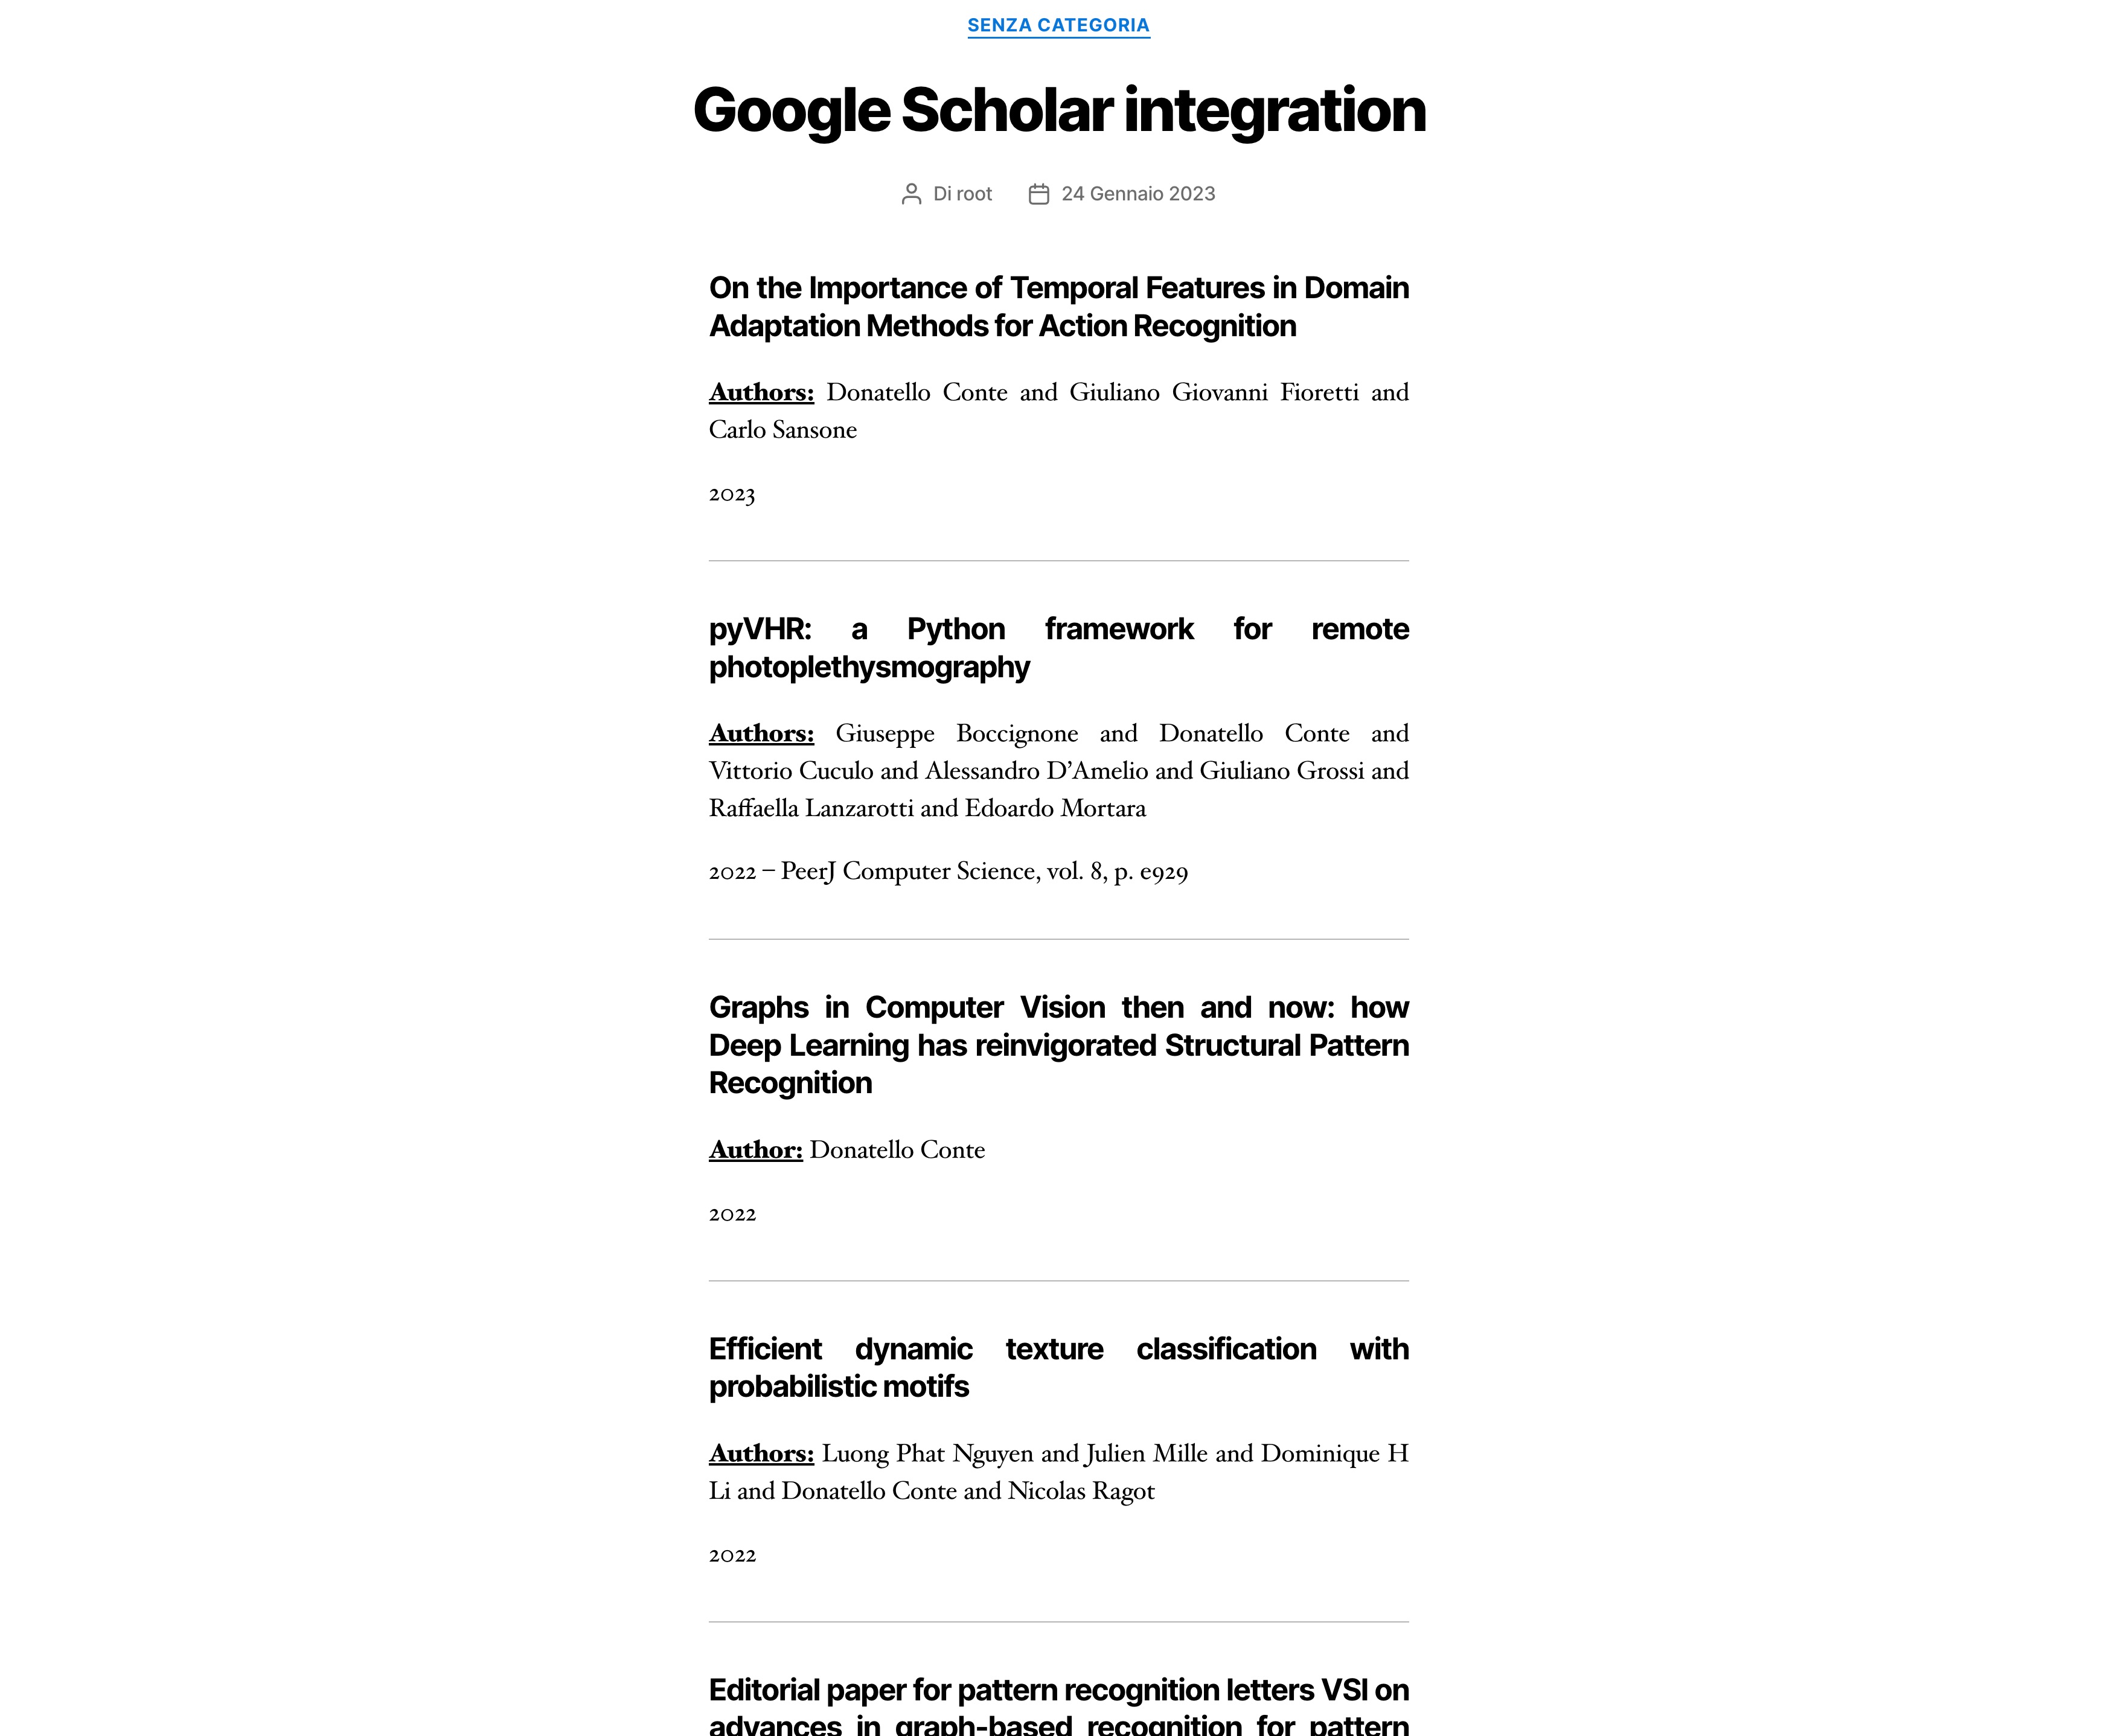 SENZA CATEGORIA
Google Scholar integration
Di root 24 Gennaio 2023
On the Importance of Temporal Features in Domain
Adaptation Methods for Action Recognition
Authors: Donatello Conte and Giuliano Giovanni Fioretti and
Carlo Sansone
2023
pyVHR: a Python framework for remote
photoplethysmography
Authors: Giuseppe Boccignone and Donatello Conte and
Vittorio Cuculo and Alessandro D’Amelio and Giuliano Grossi and
Raffaella Lanzarotti and Edoardo Mortara
2022 – PeerJ Computer Science, vol. 8, p. e929
Graphs in Computer Vision then and now: how
Deep Learning has reinvigorated Structural Pattern
Recognition
Author: Donatello Conte
2022
Efficient dynamic texture classification with
probabilistic motifs
Authors: Luong Phat Nguyen and Julien Mille and Dominique H
Li and Donatello Conte and Nicolas Ragot
2022
Editorial paper for pattern recognition letters VSI on
advances in graph-based recognition for pattern